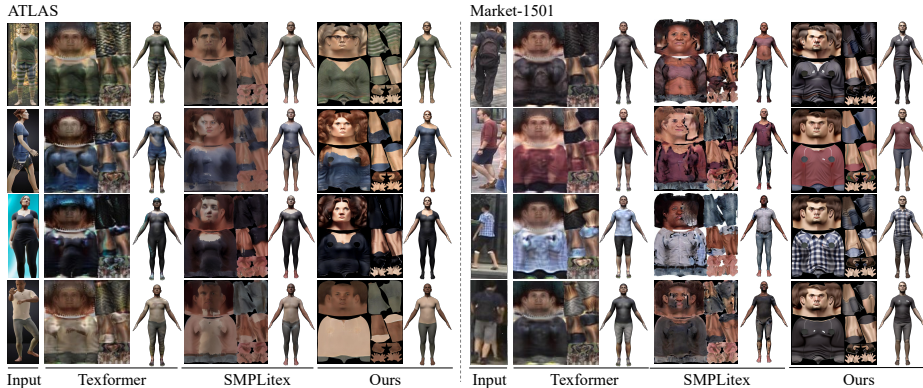 ATLAS
Market-1501
Input Texformer SMPLitex Ours
Input Texformer SMPLitex Ours